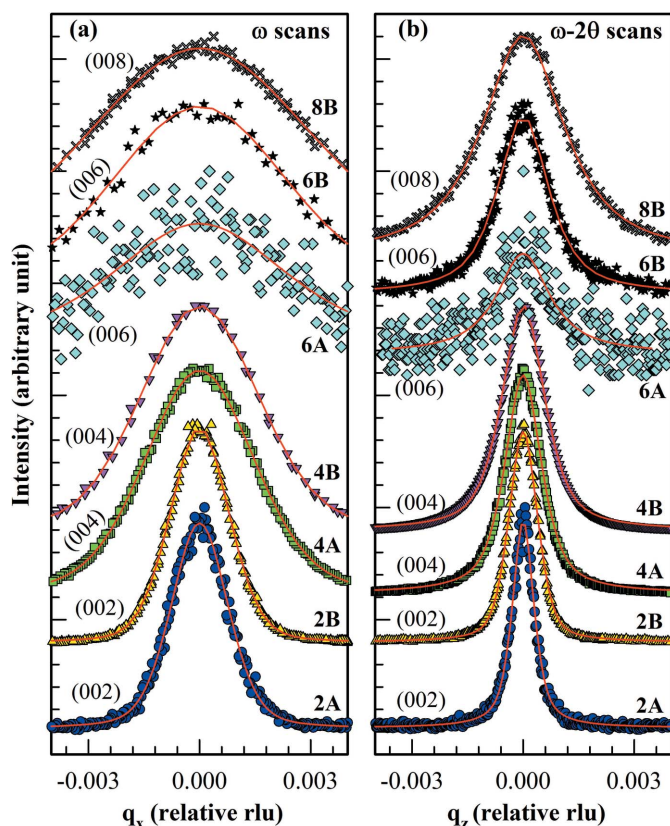 (a)
ω scans
(008)
8B
(006)
6B
(006)
6A
(004)
4B
(004)
4A
(002)
2B
(002)
2A
Intensity (arbitrary unit)
-0.003
0.000
0.003
qx (relative rlu)
(b)
ω-2θ scans
(008)
8B
(006)
6B
(006)
6A
(004)
4B
(004)
4A
(002)
2B
(002)
2A
-0.003
0.000
0.003
qz (relative rlu)